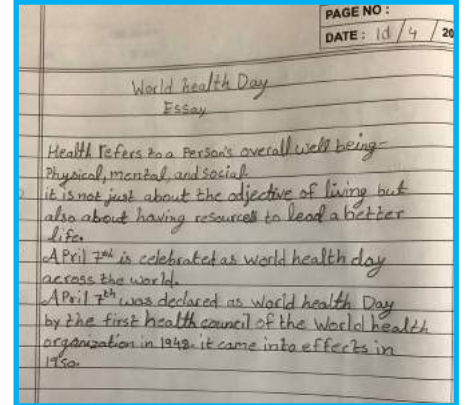 PAGE NO :
DATE : 1d / 4 / 20
World health Day
Essay
Health refers to a Person's overall well being-
Physical, mental, and social.
it is not just about the odjective of living but
also about having resources to lead a better
life.
APril 7th is celebrated as world health day
across the world.
APril 7th was declared as world health Day
by the first health council of the World health
organization in 1948. it came into effects in
1950.